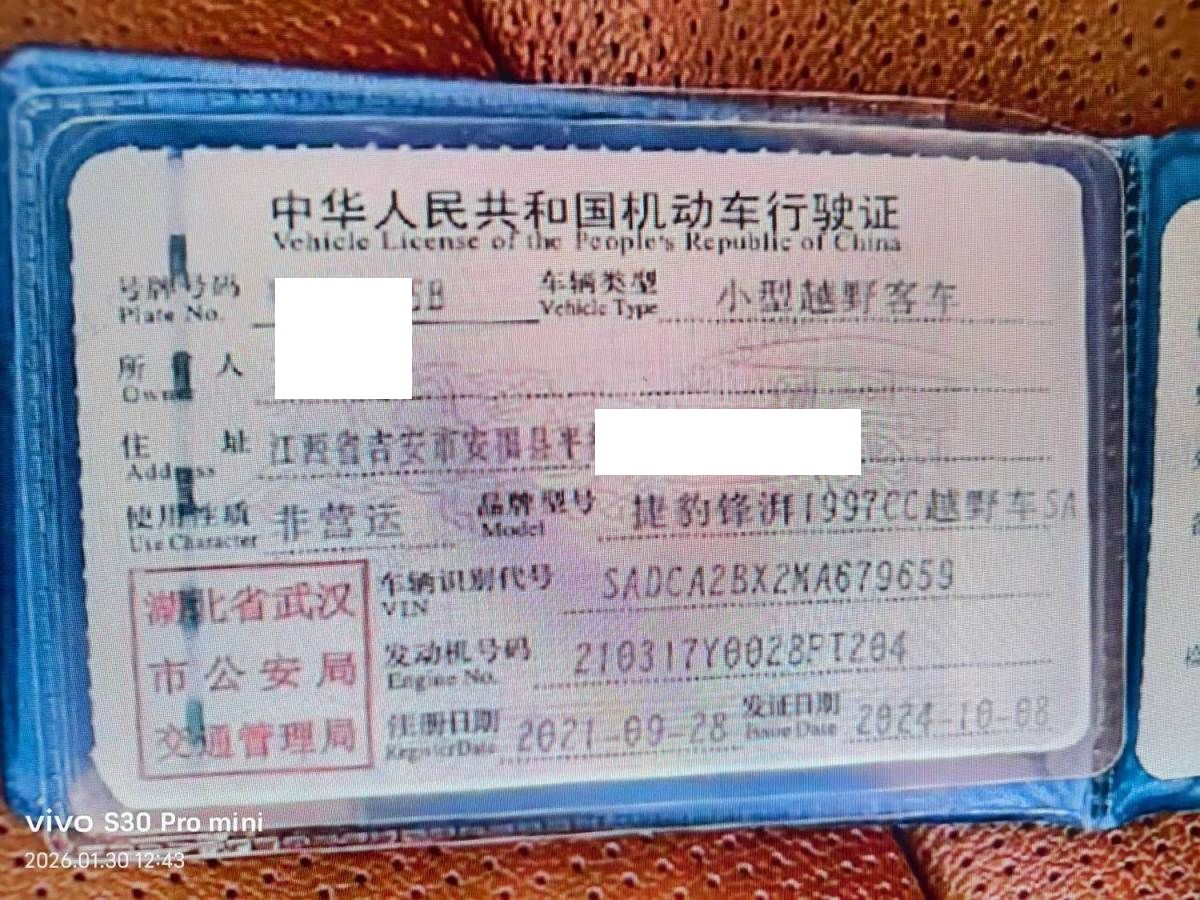 中华人民共和国机动车行驶证
Vehicle License of the People's Republic of China
号牌号码 车辆类型 小型越野客车
Plate No. B Vehicle Type
所 人
住 址 江西省吉安市安福县平
Address
使用性质 非营运 品牌型号 捷豹锋湃1997CC越野车SA
Use Character Model
湖北省武汉
市公安局
交通管理局
车辆识别代号 SADCA2BX2MA679659
VIN
发动机号码 210317Y0028PT204
Engine No.
注册日期 2021-09-28 发证日期 2024-10-08
Register Date Issue Date
vivo S30 Pro mini
2026.01.30 12:43